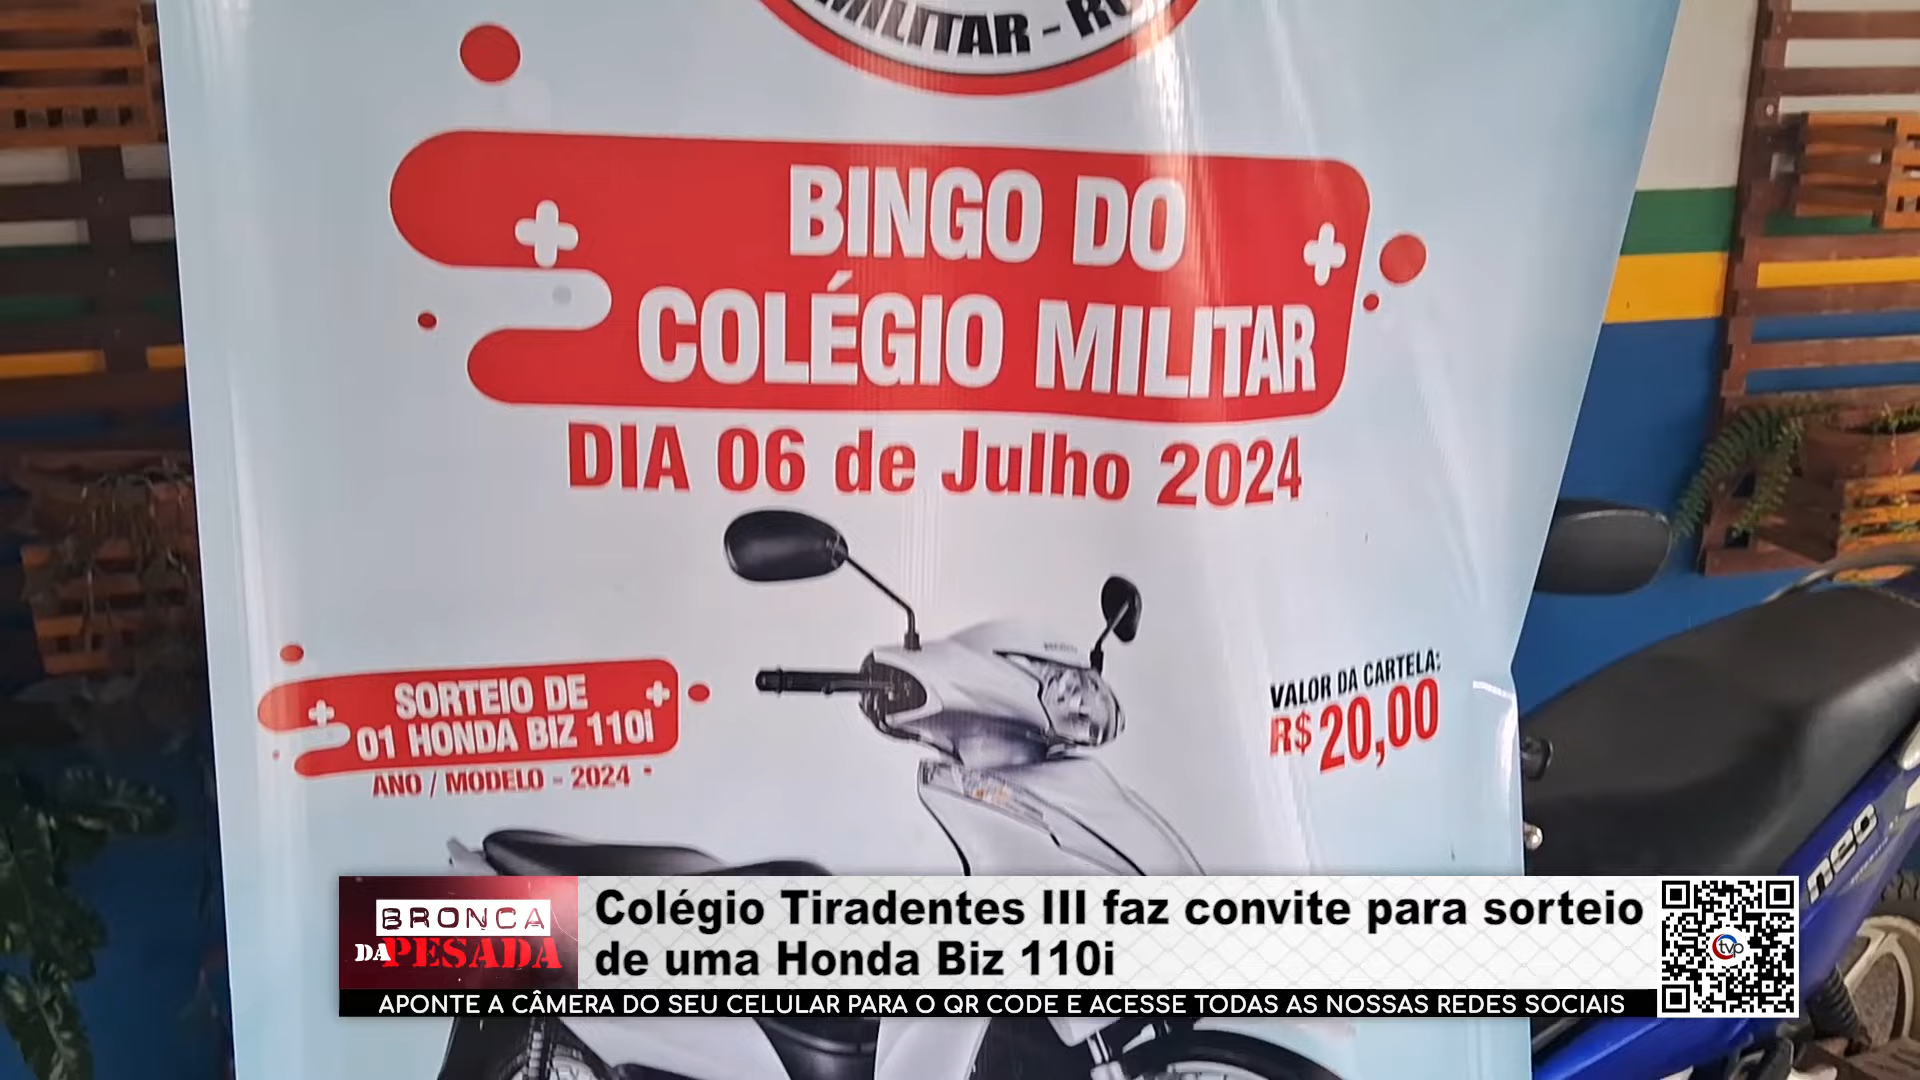 MILITAR - RO
BINGO DO
COLÉGIO MILITAR
DIA 06 de Julho 2024
SORTEIO DE
01 HONDA BIZ 110i
ANO / MODELO - 2024
VALOR DA CARTELA:
R$ 20,00
neo
BRONCA
DA PESADA
Colégio Tiradentes III faz convite para sorteio
de uma Honda Biz 110i
tvp
APONTE A CÂMERA DO SEU CELULAR PARA O QR CODE E ACESSE TODAS AS NOSSAS REDES SOCIAIS